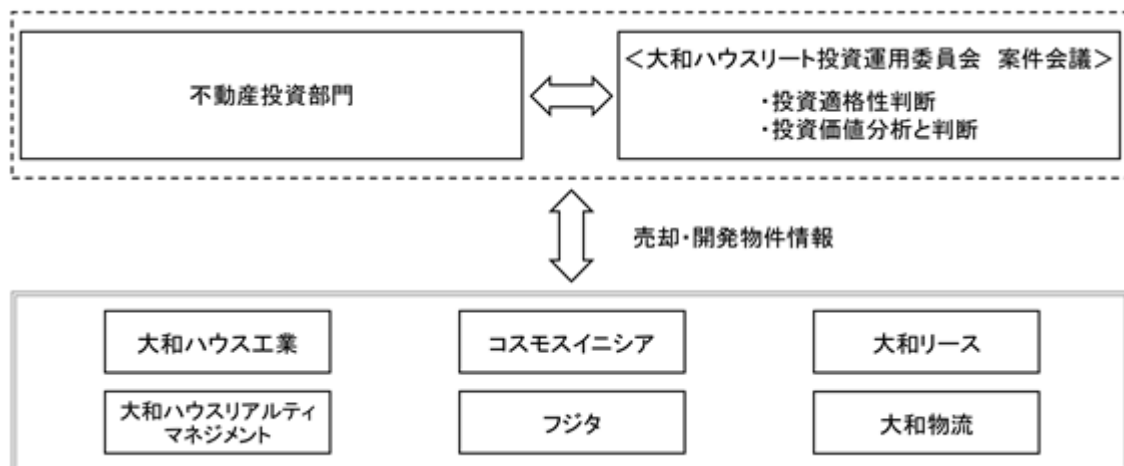 不動産投資部門
＜大和ハウスリート投資運用委員会　案件会議＞
・投資適格性判断
・投資価値分析と判断
売却・開発物件情報
大和ハウス工業
コスモスイニシア
大和リース
大和ハウスリアルティ
マネジメント
フジタ
大和物流